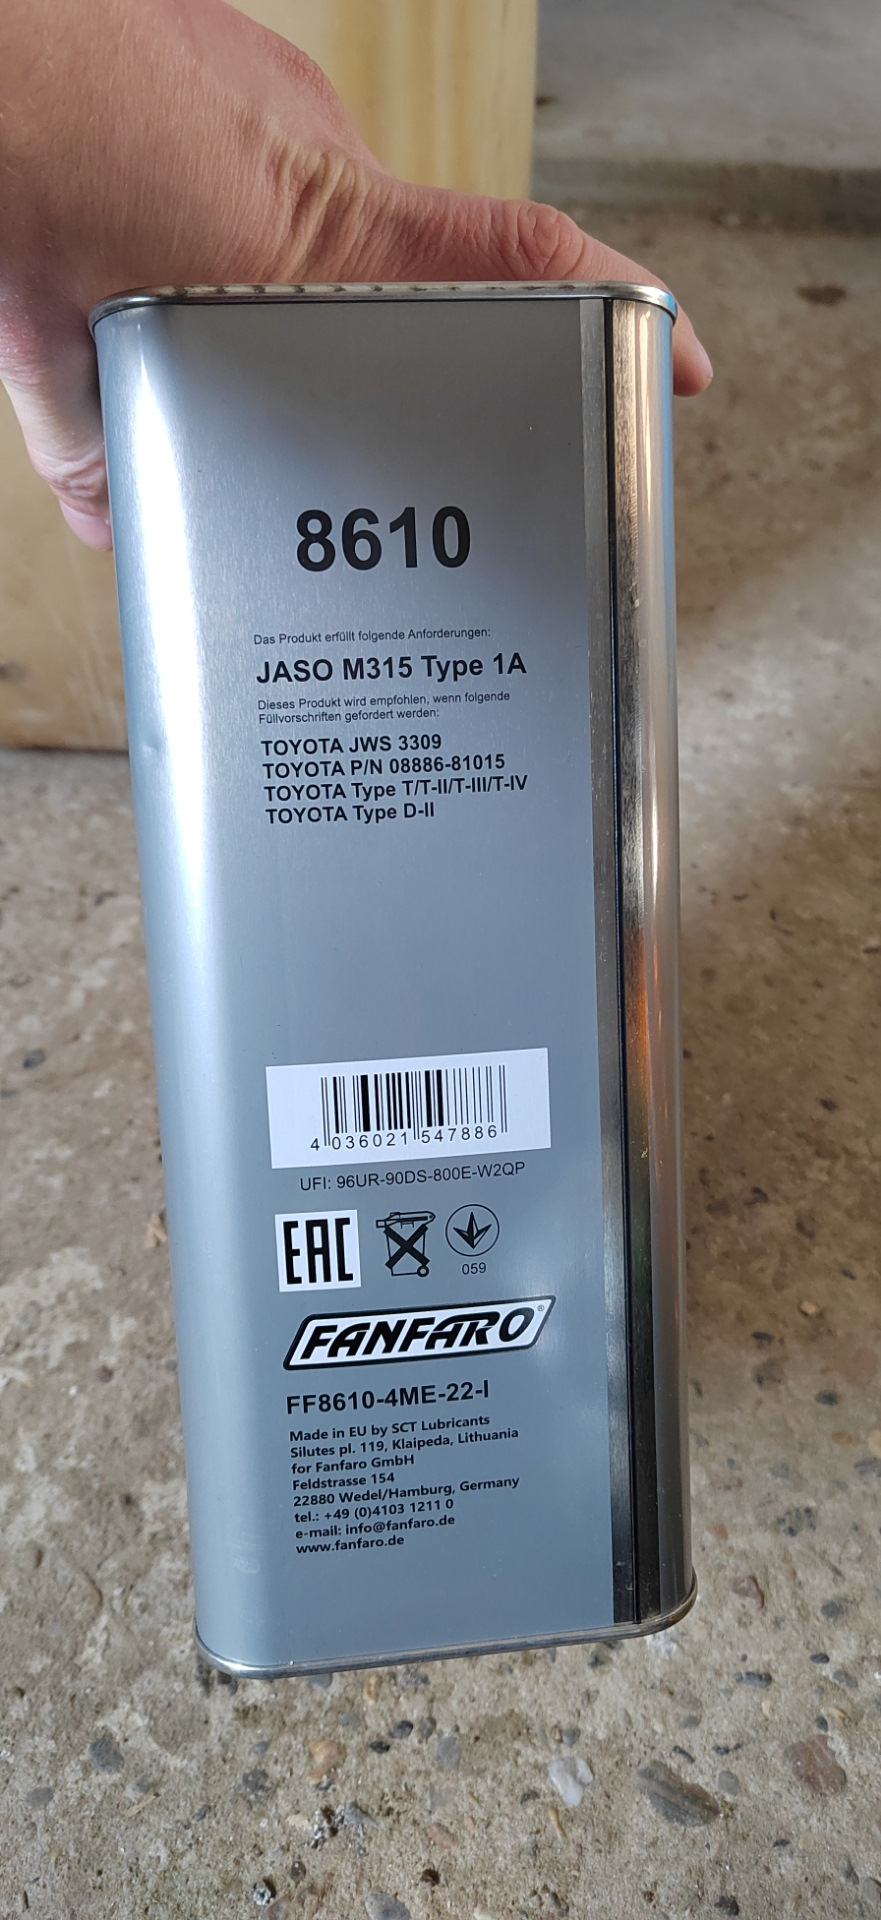 8610
Das Produkt erfüllt folgende Anforderungen:
JASO M315 Type 1A
Dieses Produkt wird empfohlen, wenn folgende
Füllvorschriften gefordert werden:
TOYOTA JWS 3309
TOYOTA P/N 08886-81015
TOYOTA Type T/T-II/T-III/T-IV
TOYOTA Type D-II
4 036021 547886
UFI: 96UR-90DS-800E-W2QP
EAC
059
FANFARO®
FF8610-4ME-22-I
Made in EU by SCT Lubricants
Silutes pl. 119, Klaipeda, Lithuania
for Fanfaro GmbH
Feldstrasse 154
22880 Wedel/Hamburg, Germany
tel.: +49 (0)4103 1211 0
e-mail: info@fanfaro.de
www.fanfaro.de